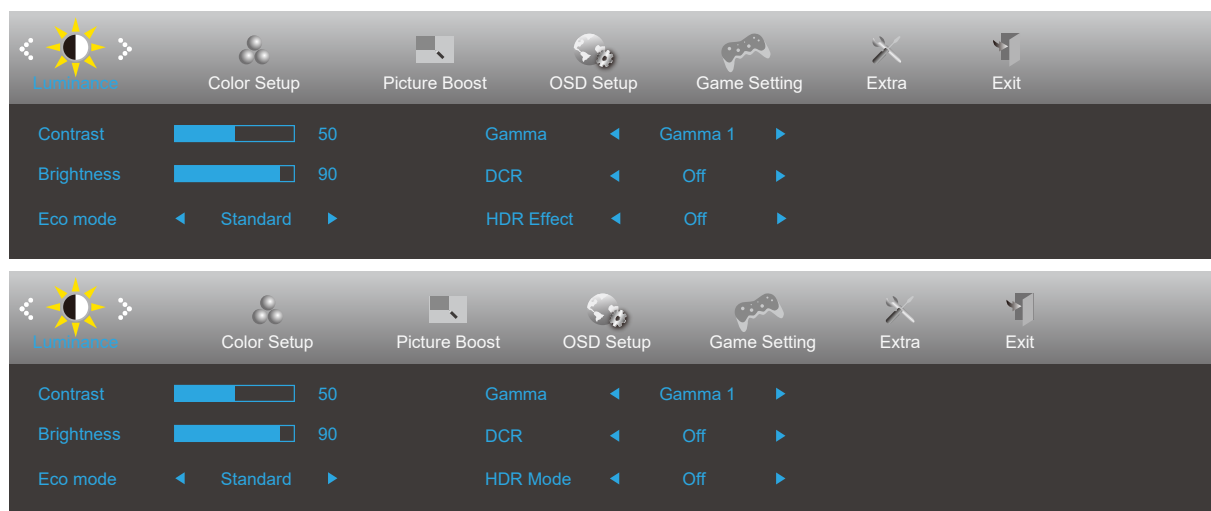 Luminance Color Setup Picture Boost OSD Setup Game Setting Extra Exit
Contrast 50 Gamma Gamma 1
Brightness 90 DCR Off
Eco mode Standard HDR Effect Off
Luminance Color Setup Picture Boost OSD Setup Game Setting Extra Exit
Contrast 50 Gamma Gamma 1
Brightness 90 DCR Off
Eco mode Standard HDR Mode Off